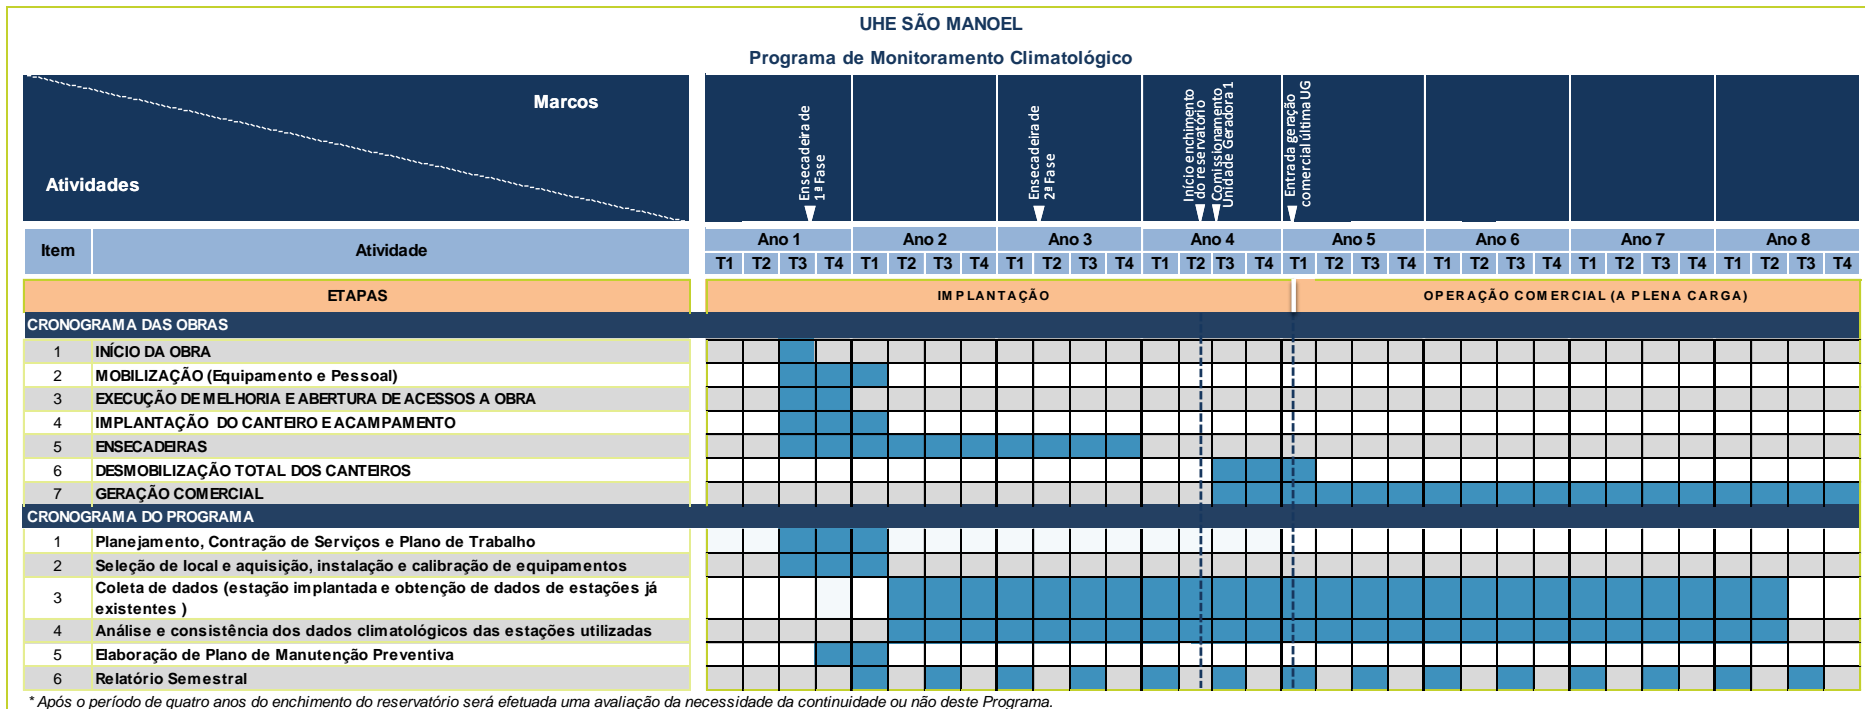 UHE SÃO MANOEL
Programa de Monitoramento Climatológico
Marcos
Atividades
Ensecadeira de
1ª Fase
Ensecadeira de
2ª Fase
Início enchimento
do reservatório
Comissionamento
Unidade Geradora 1
Entrada geração
comercial última UG
Item Atividade Ano 1 Ano 2 Ano 3 Ano 4 Ano 5 Ano 6 Ano 7 Ano 8
T1 T2 T3 T4 T1 T2 T3 T4 T1 T2 T3 T4 T1 T2 T3 T4 T1 T2 T3 T4 T1 T2 T3 T4 T1 T2 T3 T4 T1 T2 T3 T4
ETAPAS IMPLANTAÇÃO OPERAÇÃO COMERCIAL (A PLENA CARGA)
CRONOGRAMA DAS OBRAS
1 INÍCIO DA OBRA
2 MOBILIZAÇÃO (Equipamento e Pessoal)
3 EXECUÇÃO DE MELHORIA E ABERTURA DE ACESSOS A OBRA
4 IMPLANTAÇÃO DO CANTEIRO E ACAMPAMENTO
5 ENSECADEIRAS
6 DESMOBILIZAÇÃO TOTAL DOS CANTEIROS
7 GERAÇÃO COMERCIAL
CRONOGRAMA DO PROGRAMA
1 Planejamento, Contração de Serviços e Plano de Trabalho
2 Seleção de local e aquisição, instalação e calibração de equipamentos
3 Coleta de dados (estação implantada e obtenção de dados de estações já
existentes )
4 Análise e consistência dos dados climatológicos das estações utilizadas
5 Elaboração de Plano de Manutenção Preventiva
6 Relatório Semestral
* Após o período de quatro anos do enchimento do reservatório será efetuada uma avaliação da necessidade da continuidade ou não deste Programa.